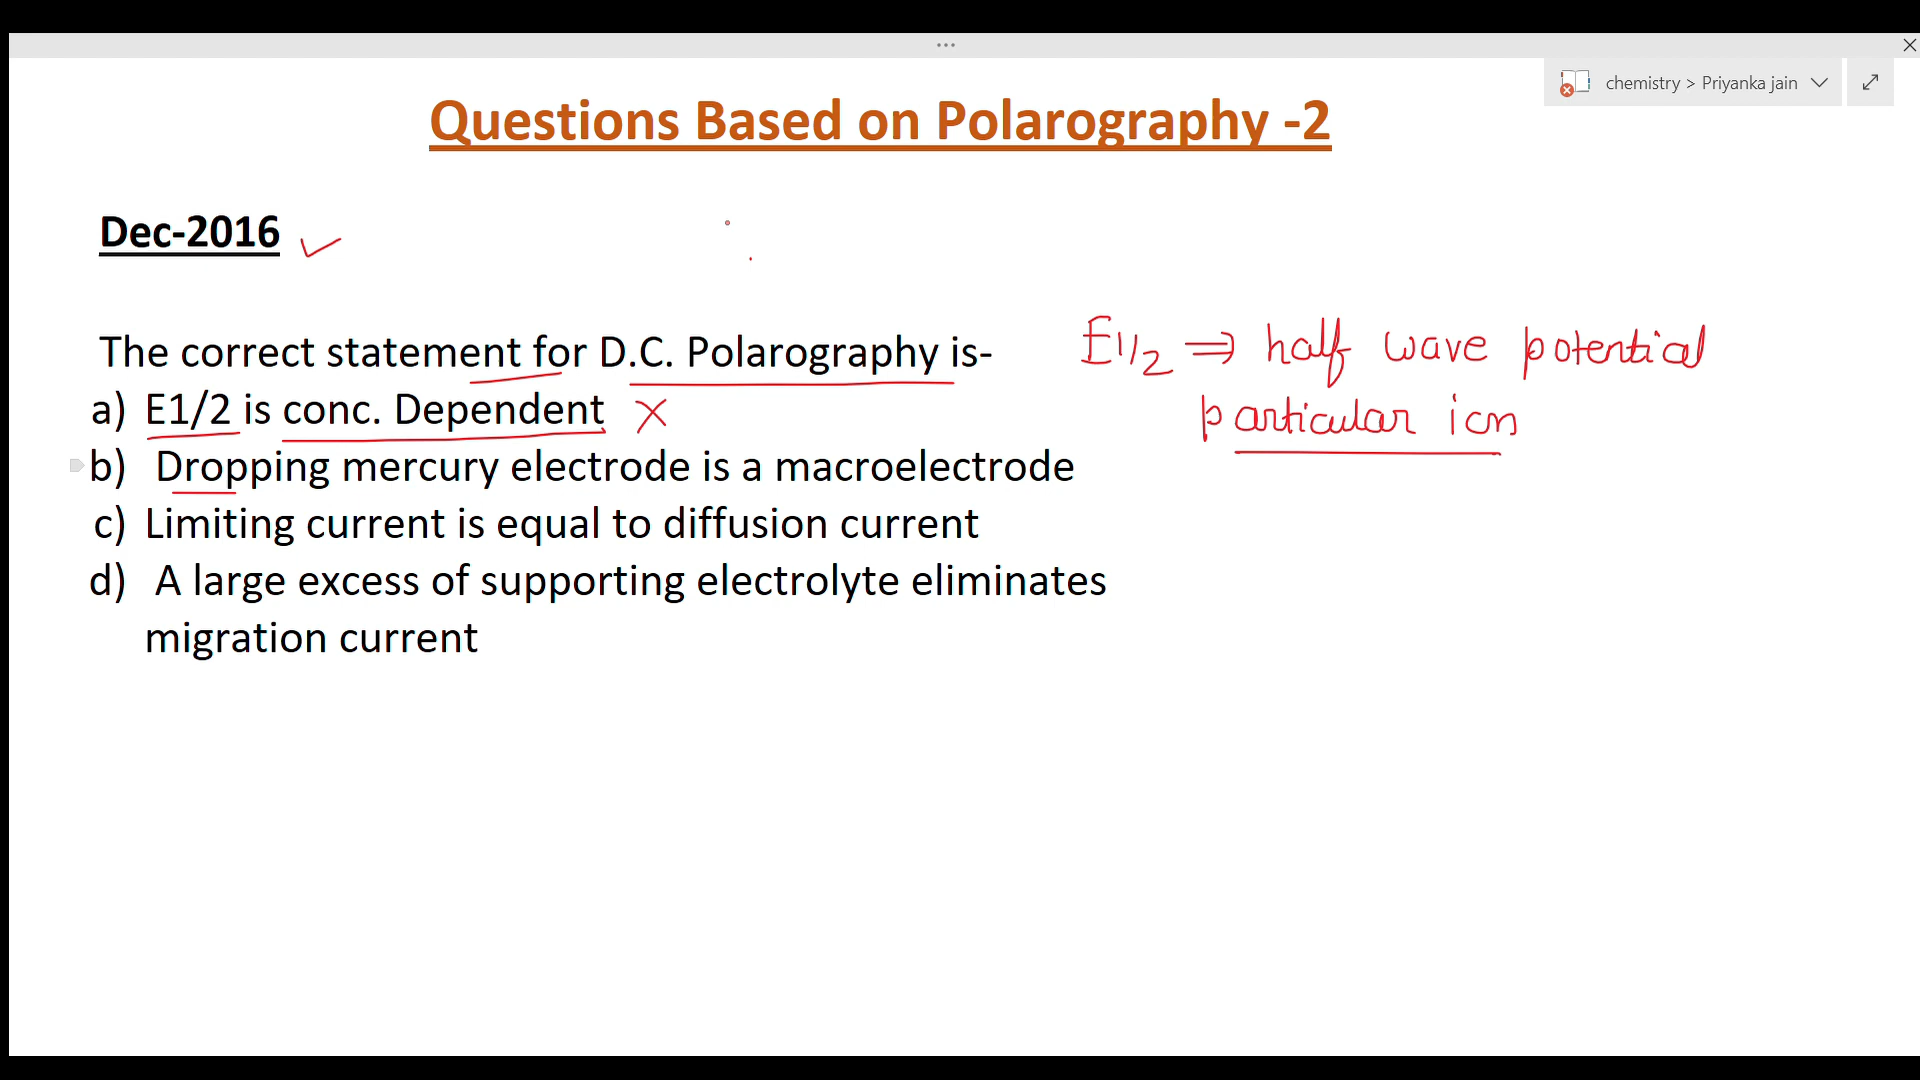 chemistry > Priyanka jain
Questions Based on Polarography -2
Dec-2016
The correct statement for D.C. Polarography is-
E1/2 ⇒ half wave potential
a) E1/2 is conc. Dependent X
particular ion
b) Dropping mercury electrode is a macroelectrode
c) Limiting current is equal to diffusion current
d) A large excess of supporting electrolyte eliminates
migration current